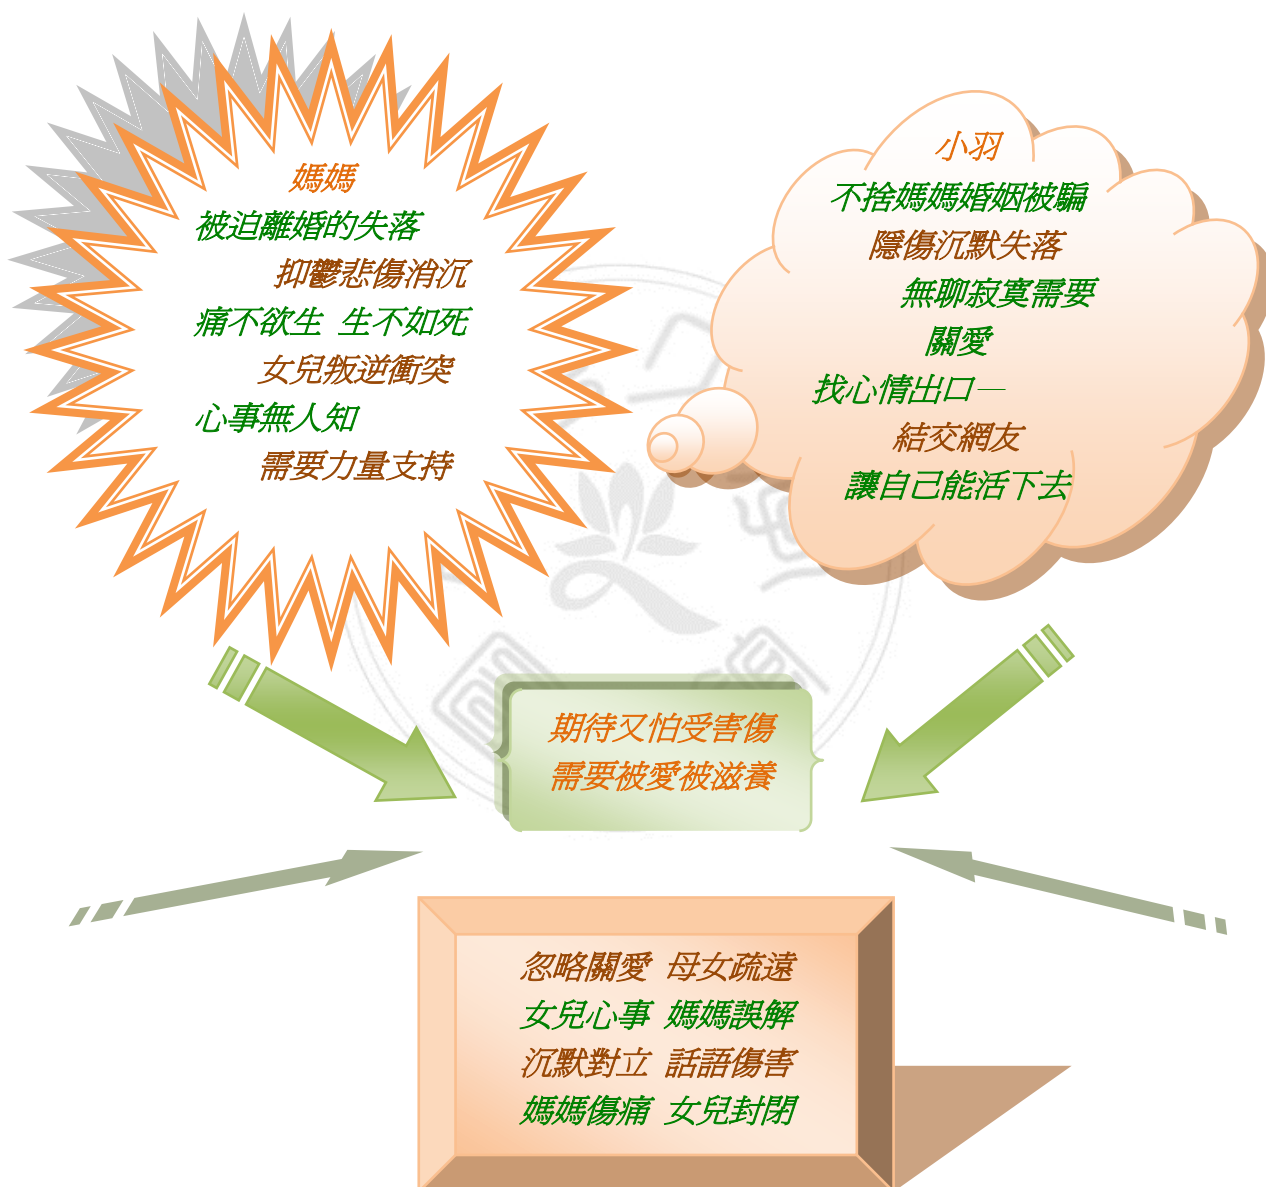 媽媽
被迫離婚的失落
抑鬱悲傷消沉
痛不欲生 生不如死
女兒叛逆衝突
心事無人知
需要力量支持
小羽
不捨媽媽婚姻被騙
隱傷沉默失落
無聊寂寞需要
關愛
找心情出口—
結交網友
讓自己能活下去
期待又怕受害傷
需要被愛被滋養
忽略關愛 母女疏遠
女兒心事 媽媽誤解
沉默對立 話語傷害
媽媽傷痛 女兒封閉